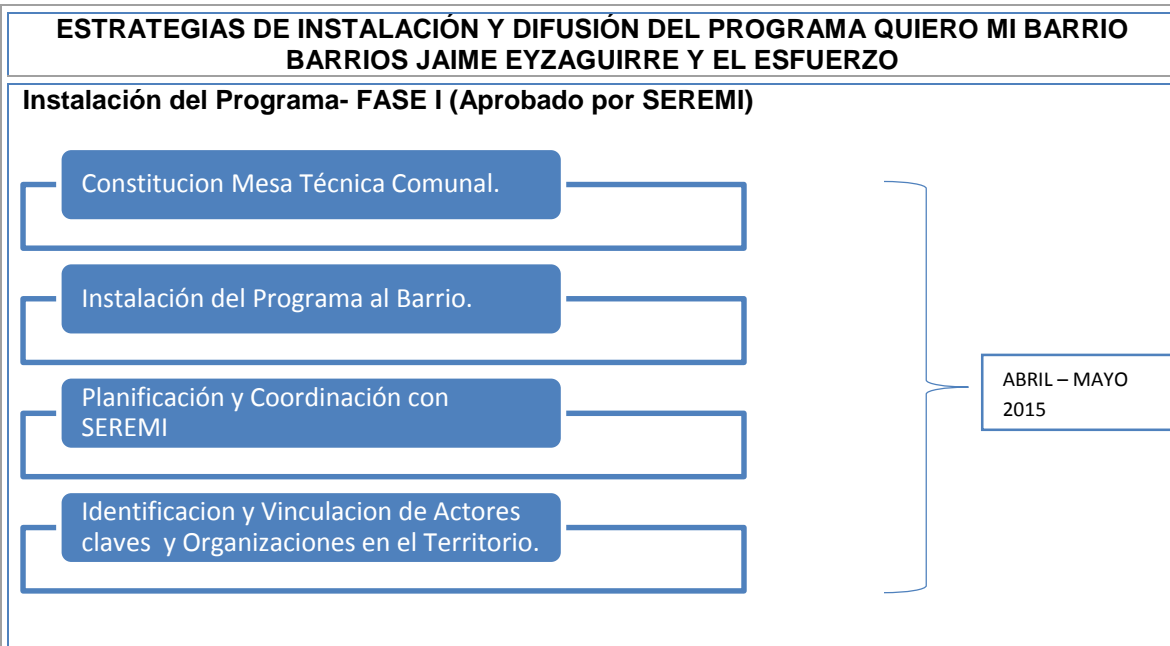 ESTRATEGIAS DE INSTALACIÓN Y DIFUSIÓN DEL PROGRAMA QUIERO MI BARRIO
BARRIOS JAIME EYZAGUIRRE Y EL ESFUERZO
Instalación del Programa- FASE I (Aprobado por SEREMI)
Constitucion Mesa Técnica Comunal.
Instalación del Programa al Barrio.
Planificación y Coordinación con
SEREMI
Identificacion y Vinculacion de Actores
claves y Organizaciones en el Territorio.
ABRIL – MAYO
2015